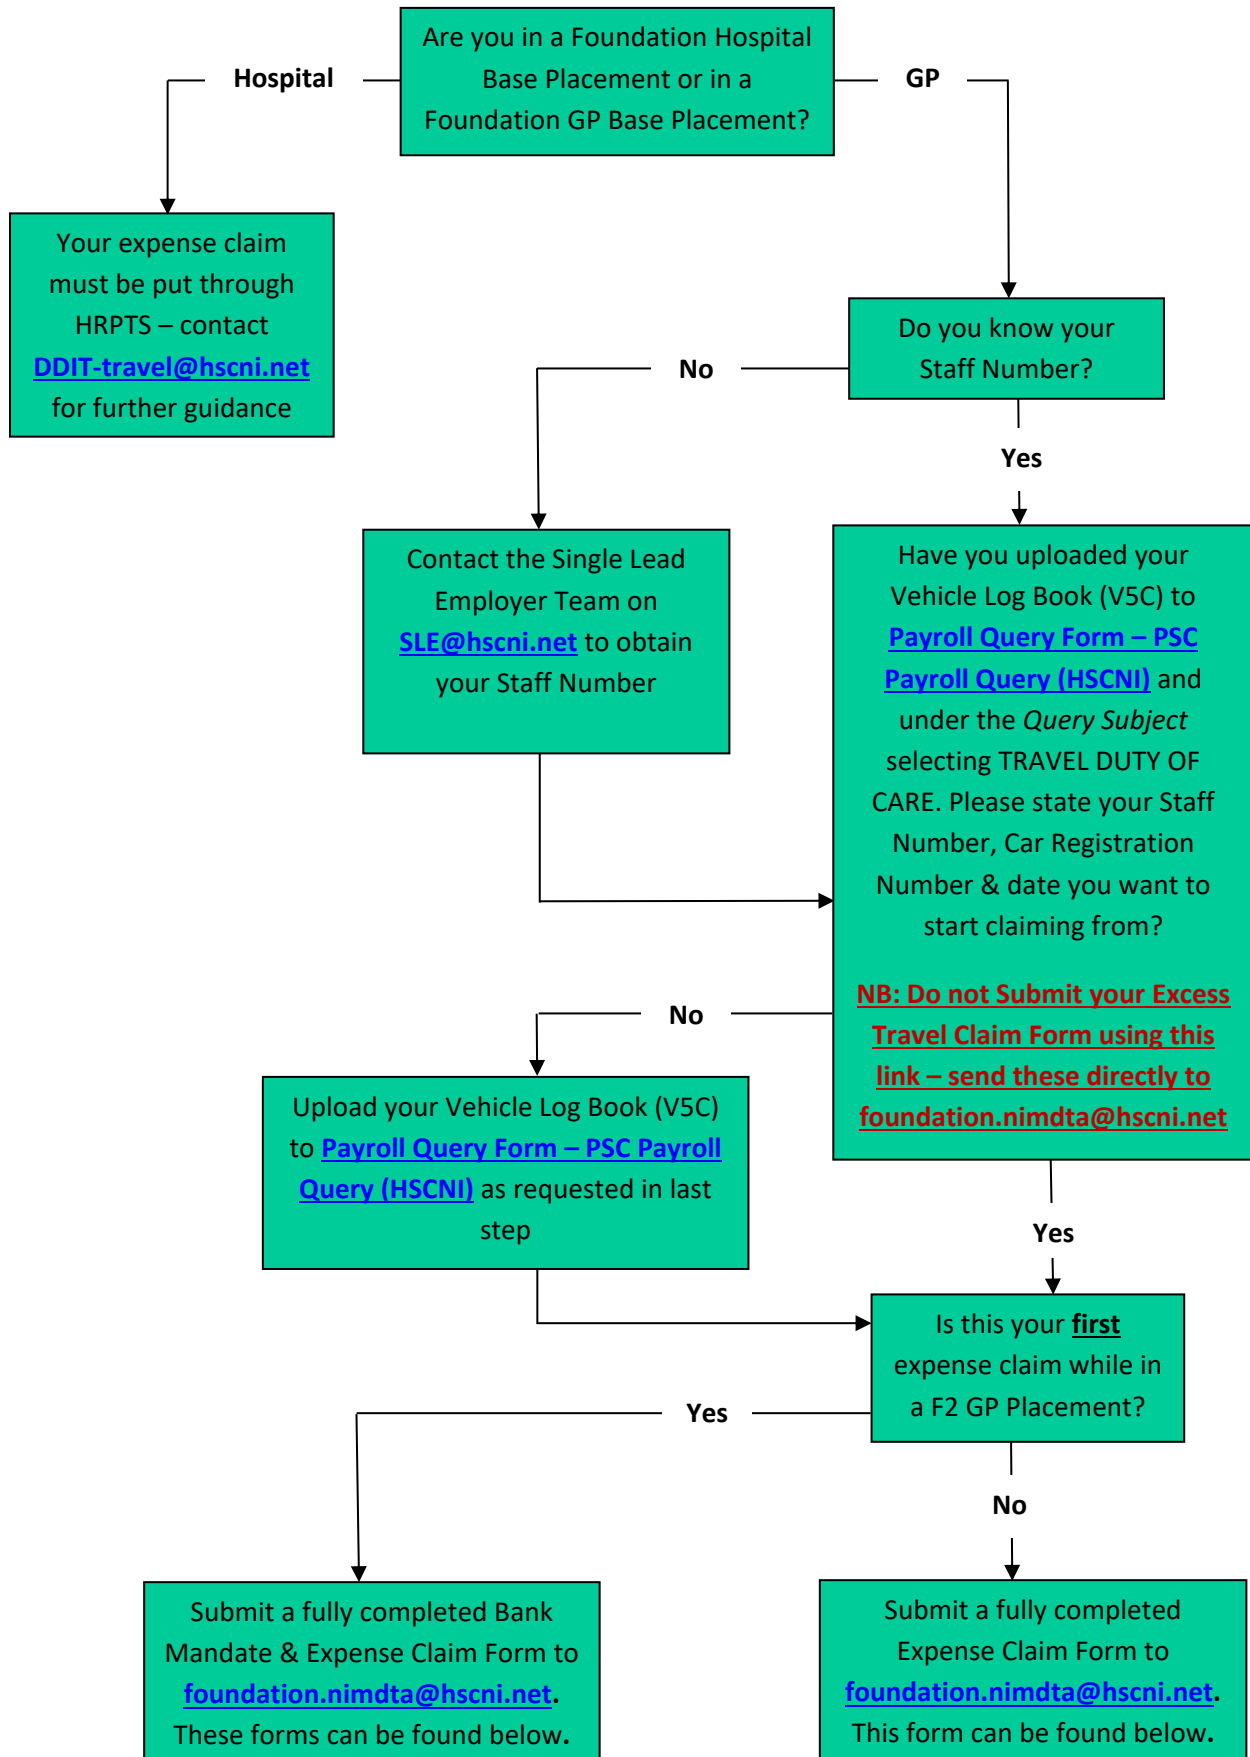 Are you in a Foundation Hospital
Base Placement or in a
Foundation GP Base Placement?
Hospital
GP
Your expense claim
must be put through
HRPTS – contact
DDIT-travel@hscni.net
for further guidance
Do you know your
Staff Number?
No
Yes
Contact the Single Lead
Employer Team on
SLE@hscni.net to obtain
your Staff Number
Have you uploaded your
Vehicle Log Book (V5C) to
Payroll Query Form – PSC
Payroll Query (HSCNI) and
under the Query Subject
selecting TRAVEL DUTY OF
CARE. Please state your Staff
Number, Car Registration
Number & date you want to
start claiming from?
NB: Do not Submit your Excess
Travel Claim Form using this
link – send these directly to
foundation.nimdta@hscni.net
No
Upload your Vehicle Log Book (V5C)
to Payroll Query Form – PSC Payroll
Query (HSCNI) as requested in last
step
Yes
Is this your first
expense claim while in
a F2 GP Placement?
Yes
No
Submit a fully completed Bank
Mandate & Expense Claim Form to
foundation.nimdta@hscni.net.
These forms can be found below.
Submit a fully completed
Expense Claim Form to
foundation.nimdta@hscni.net.
This form can be found below.